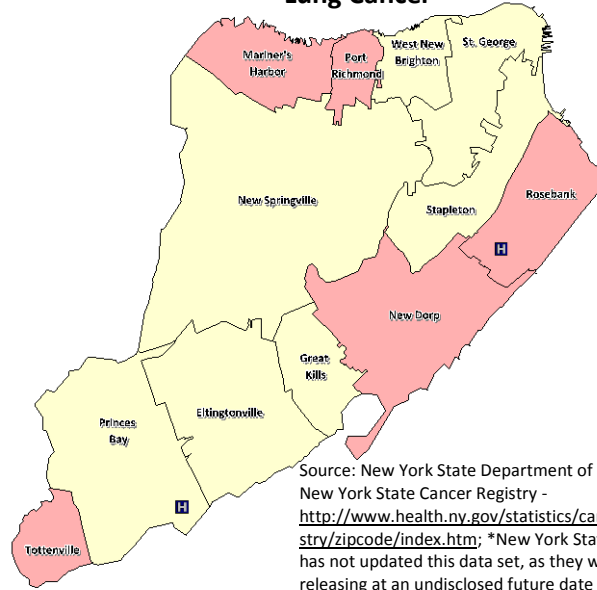 Lung Cancer
Mariner's
Harbor
Port
Richmond
West New
Brighton
St. George
Rosebank
New Springville
Stapleton
H
New Dorp
Great
Kills
Eltingtonville
Princes
Bay
H
Tottenville
Source: New York State Department of
New York State Cancer Registry -
http://www.health.ny.gov/statistics/ca
stry/zipcode/index.htm; *New York Sta
has not updated this data set, as they w
releasing at an undisclosed future date